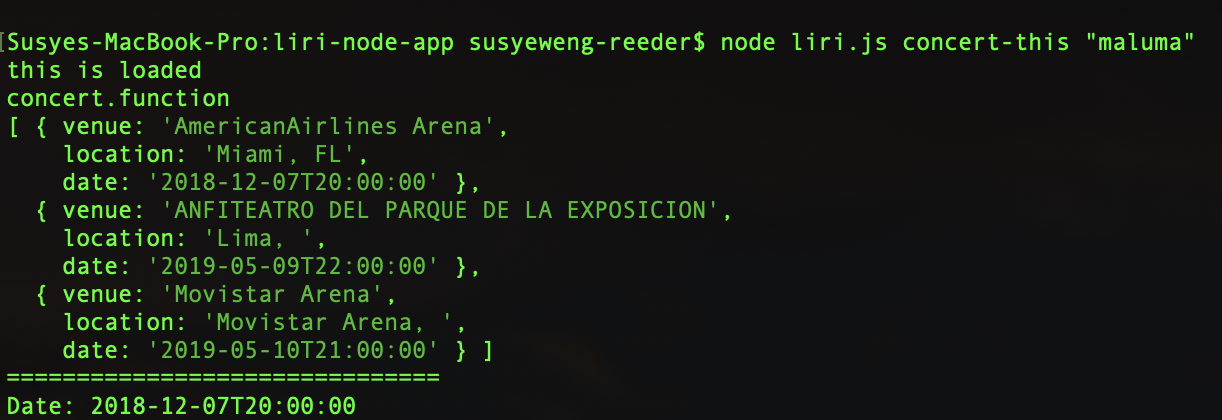 [Susyes-MacBook-Pro:liri-node-app susyeweng-reeder$ node liri.js concert-this "maluma"
this is loaded
concert.function
[ { venue: 'AmericanAirlines Arena',
    location: 'Miami, FL',
    date: '2018-12-07T20:00:00' },
  { venue: 'ANFITEATRO DEL PARQUE DE LA EXPOSICION',
    location: 'Lima, ',
    date: '2019-05-09T22:00:00' },
  { venue: 'Movistar Arena',
    location: 'Movistar Arena, ',
    date: '2019-05-10T21:00:00' } ]
===============================
Date: 2018-12-07T20:00:00